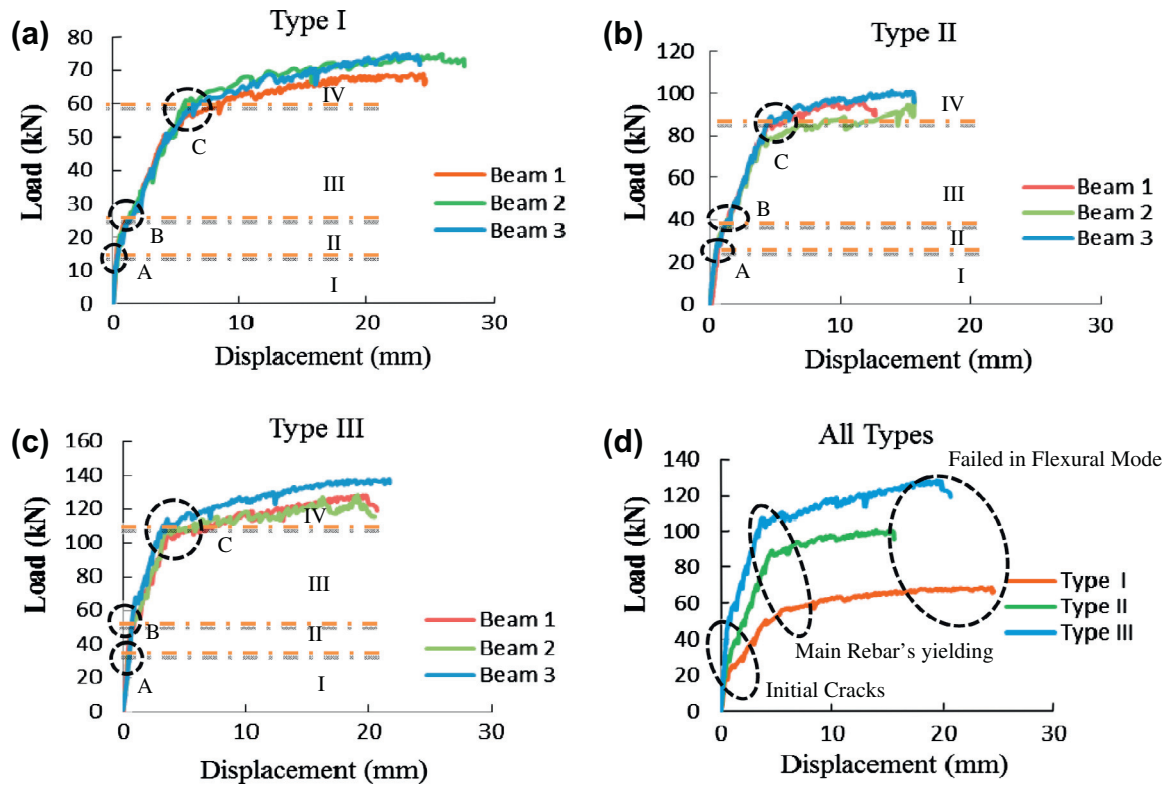 (a)
Type I
Load (kN)
80
70
60
50
40
30
20
10
0
0
10
20
30
Displacement (mm)
IV
C
III
B
II
A
I
Beam 1
Beam 2
Beam 3
(b)
Type II
Load (kN)
120
100
80
60
40
20
0
0
10
20
30
Displacement (mm)
IV
C
III
B
II
A
I
Beam 1
Beam 2
Beam 3
(c)
Type III
Load (kN)
160
140
120
100
80
60
40
20
0
0
10
20
30
Displacement (mm)
IV
C
III
B
II
A
I
Beam 1
Beam 2
Beam 3
(d)
All Types
Load (kN)
140
120
100
80
60
40
20
0
0
10
20
30
Displacement (mm)
Failed in Flexural Mode
Main Rebar's yielding
Initial Cracks
Type I
Type II
Type III